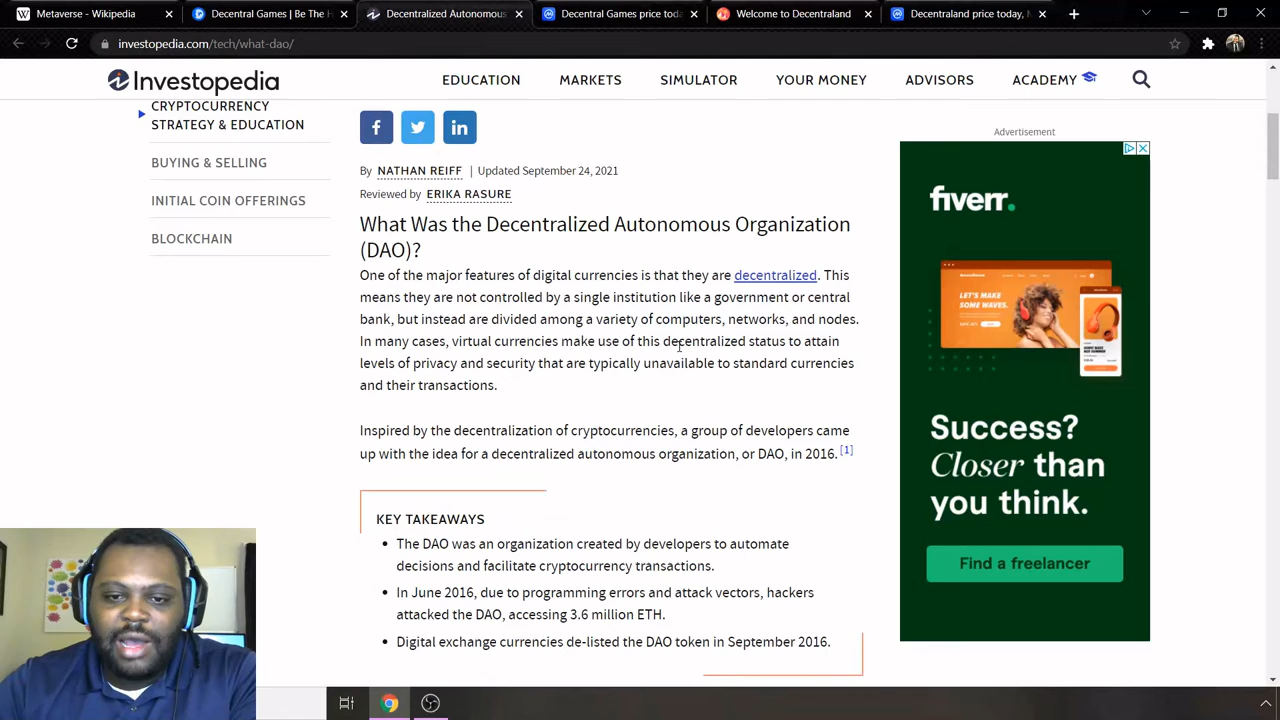 Metaverse - Wikipedia
Decentral Games | Be The H
Decentralized Autonomous
Decentral Games price today
Welcome to Decentraland
Decentraland price today, M
investopedia.com/tech/what-dao/
Investopedia
EDUCATION
MARKETS
SIMULATOR
YOUR MONEY
ADVISORS
ACADEMY
CRYPTOCURRENCY
STRATEGY & EDUCATION
BUYING & SELLING
INITIAL COIN OFFERINGS
BLOCKCHAIN
By NATHAN REIFF | Updated September 24, 2021
Reviewed by ERIKA RASURE
What Was the Decentralized Autonomous Organization
(DAO)?
One of the major features of digital currencies is that they are decentralized. This
means they are not controlled by a single institution like a government or central
bank, but instead are divided among a variety of computers, networks, and nodes.
In many cases, virtual currencies make use of this decentralized status to attain
levels of privacy and security that are typically unavailable to standard currencies
and their transactions.
Inspired by the decentralization of cryptocurrencies, a group of developers came
up with the idea for a decentralized autonomous organization, or DAO, in 2016. [1]
KEY TAKEAWAYS
• The DAO was an organization created by developers to automate
decisions and facilitate cryptocurrency transactions.
• In June 2016, due to programming errors and attack vectors, hackers
attacked the DAO, accessing 3.6 million ETH.
• Digital exchange currencies de-listed the DAO token in September 2016.
Advertisement
fiverr.
LET'S MAKE
SOME WAVES.
Success?
Closer than
you think.
Find a freelancer